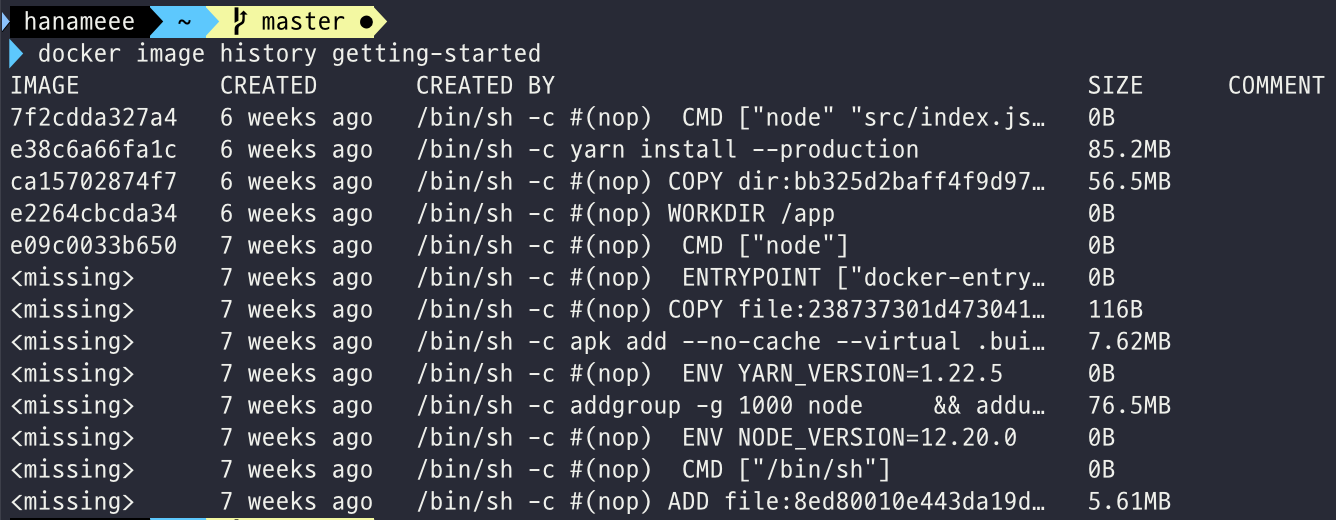 hanameee ~ master ●
docker image history getting-started
IMAGE CREATED CREATED BY SIZE COMMENT
7f2cdda327a4 6 weeks ago /bin/sh -c #(nop)  CMD ["node" "src/index.js… 0B
e38c6a66fa1c 6 weeks ago /bin/sh -c yarn install --production 85.2MB
ca15702874f7 6 weeks ago /bin/sh -c #(nop) COPY dir:bb325d2baff4f9d97… 56.5MB
e2264cbcda34 6 weeks ago /bin/sh -c #(nop) WORKDIR /app 0B
e09c0033b650 7 weeks ago /bin/sh -c #(nop)  CMD ["node"] 0B
<missing> 7 weeks ago /bin/sh -c #(nop)  ENTRYPOINT ["docker-entry… 0B
<missing> 7 weeks ago /bin/sh -c #(nop) COPY file:238737301d473041… 116B
<missing> 7 weeks ago /bin/sh -c apk add --no-cache --virtual .bui… 7.62MB
<missing> 7 weeks ago /bin/sh -c #(nop)  ENV YARN_VERSION=1.22.5 0B
<missing> 7 weeks ago /bin/sh -c addgroup -g 1000 node     && addu… 76.5MB
<missing> 7 weeks ago /bin/sh -c #(nop)  ENV NODE_VERSION=12.20.0 0B
<missing> 7 weeks ago /bin/sh -c #(nop)  CMD ["/bin/sh"] 0B
<missing> 7 weeks ago /bin/sh -c #(nop) ADD file:8ed80010e443da19d… 5.61MB